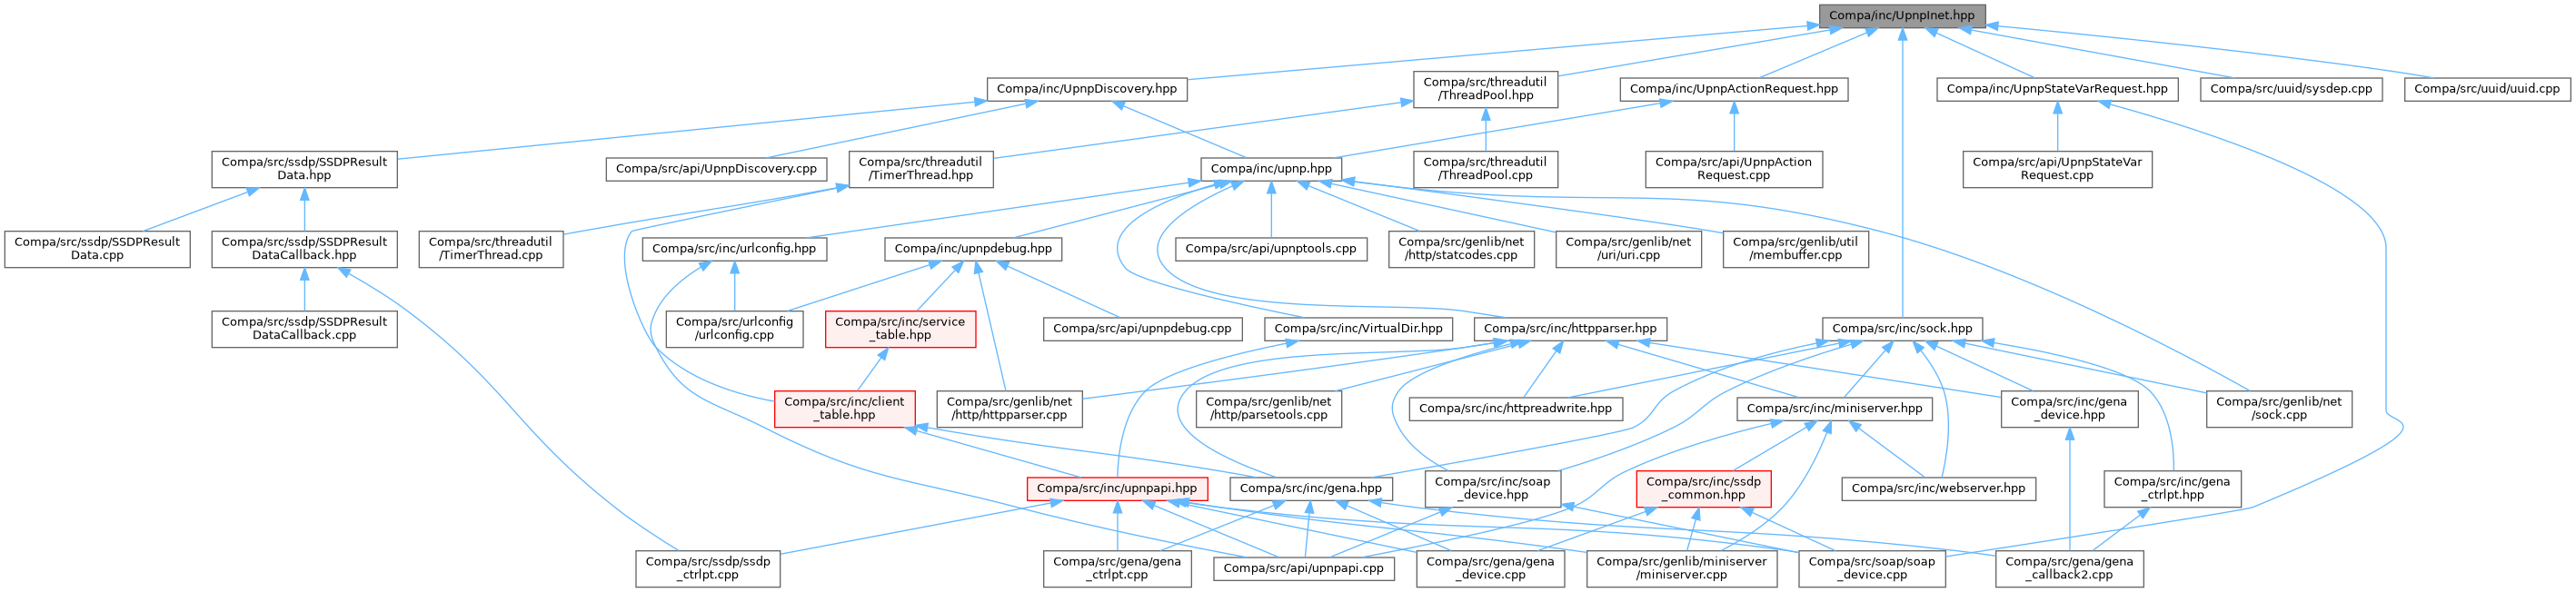 Compa/inc/UpnpInet.hpp
Compa/inc/UpnpDiscovery.hpp
Compa/src/threadutil
/ThreadPool.hpp
Compa/inc/UpnpActionRequest.hpp
Compa/inc/UpnpStateVarRequest.hpp
Compa/src/uuid/sysdep.cpp
Compa/src/uuid/uuid.cpp
Compa/src/ssdp/SSDPResult
Data.hpp
Compa/src/api/UpnpDiscovery.cpp
Compa/src/threadutil
/TimerThread.hpp
Compa/inc/upnp.hpp
Compa/src/threadutil
/ThreadPool.cpp
Compa/src/api/UpnpAction
Request.cpp
Compa/src/api/UpnpStateVar
Request.cpp
Compa/src/ssdp/SSDPResult
Data.cpp
Compa/src/ssdp/SSDPResult
DataCallback.hpp
Compa/src/threadutil
/TimerThread.cpp
Compa/src/inc/urlconfig.hpp
Compa/inc/upnpdebug.hpp
Compa/src/api/upnptools.cpp
Compa/src/genlib/net
/http/statcodes.cpp
Compa/src/genlib/net
/uri/uri.cpp
Compa/src/genlib/util
/membuffer.cpp
Compa/src/ssdp/SSDPResult
DataCallback.cpp
Compa/src/urlconfig
/urlconfig.cpp
Compa/src/inc/service
_table.hpp
Compa/src/api/upnpdebug.cpp
Compa/src/inc/VirtualDir.hpp
Compa/src/inc/httpparser.hpp
Compa/src/inc/sock.hpp
Compa/src/inc/client
_table.hpp
Compa/src/genlib/net
/http/httpparser.cpp
Compa/src/genlib/net
/http/parsetools.cpp
Compa/src/inc/httpreadwrite.hpp
Compa/src/inc/miniserver.hpp
Compa/src/inc/gena
_device.hpp
Compa/src/genlib/net
/sock.cpp
Compa/src/inc/upnpapi.hpp
Compa/src/inc/gena.hpp
Compa/src/inc/soap
_device.hpp
Compa/src/inc/ssdp
_common.hpp
Compa/src/inc/webserver.hpp
Compa/src/inc/gena
_ctrlpt.hpp
Compa/src/ssdp/ssdp
_ctrlpt.cpp
Compa/src/gena/gena
_ctrlpt.cpp
Compa/src/api/upnpapi.cpp
Compa/src/gena/gena
_device.cpp
Compa/src/genlib/miniserver
/miniserver.cpp
Compa/src/soap/soap
_device.cpp
Compa/src/gena/gena
_callback2.cpp